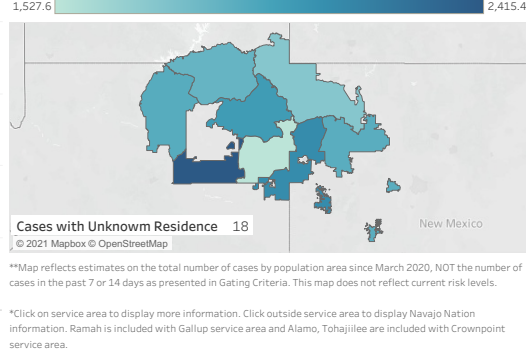 1,527.6 2,415.4
New Mexico
Cases with Unknowm Residence 18
© 2021 Mapbox © OpenStreetMap
**Map reflects estimates on the total number of cases by population area since March 2020, NOT the number of
cases in the past 7 or 14 days as presented in Gating Criteria. This map does not reflect current risk levels.
*Click on service area to display more information. Click outside service area to display Navajo Nation
information. Ramah is included with Gallup service area and Alamo, Tohajiilee are included with Crownpoint
service area.